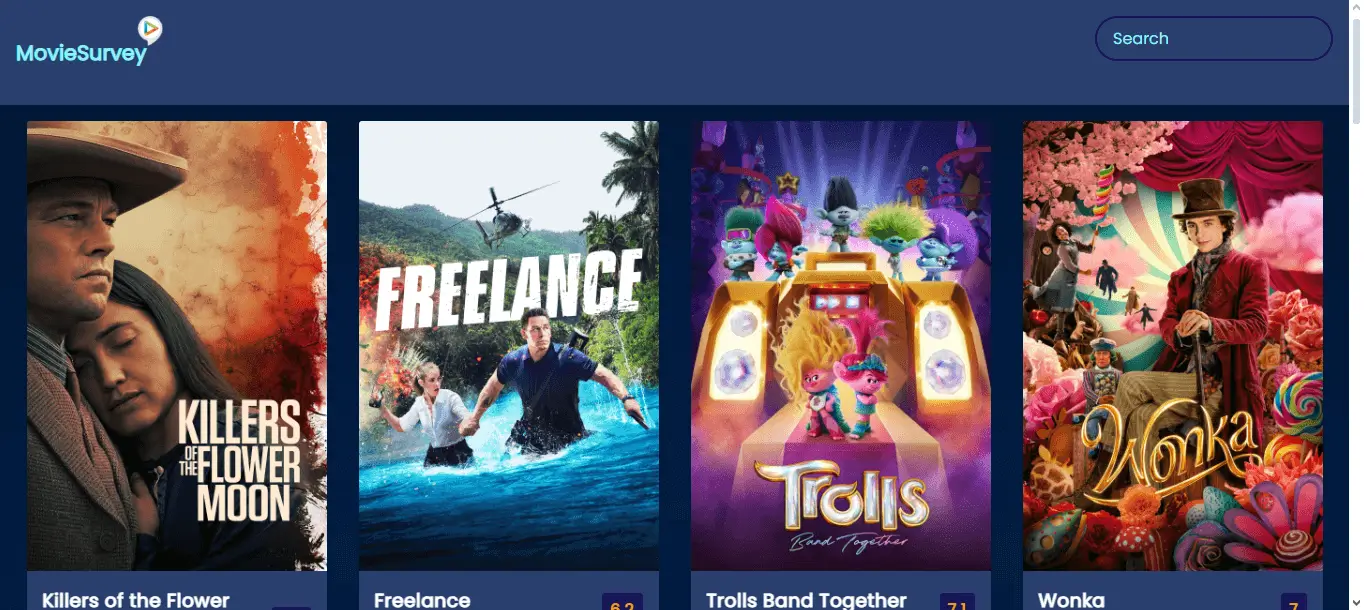 MovieSurvey
Search
KILLERS
OF THE FLOWER
MOON
FREELANCE
Trolls
Band Together
Wonka
Killers of the Flower
Freelance
6.2
Trolls Band Together
7.1
Wonka
7